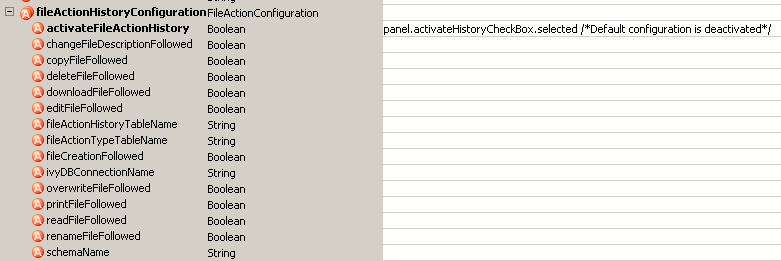 fileActionHistoryConfiguration FileActionConfiguration
activateFileActionHistory Boolean panel.activateHistoryCheckBox.selected /*Default configuration is deactivated*/
changeFileDescriptionFollowed Boolean
copyFileFollowed Boolean
deleteFileFollowed Boolean
downloadFileFollowed Boolean
editFileFollowed Boolean
fileActionHistoryTableName String
fileActionTypeTableName String
fileCreationFollowed Boolean
ivyDBConnectionName String
overwriteFileFollowed Boolean
printFileFollowed Boolean
readFileFollowed Boolean
renameFileFollowed Boolean
schemaName String